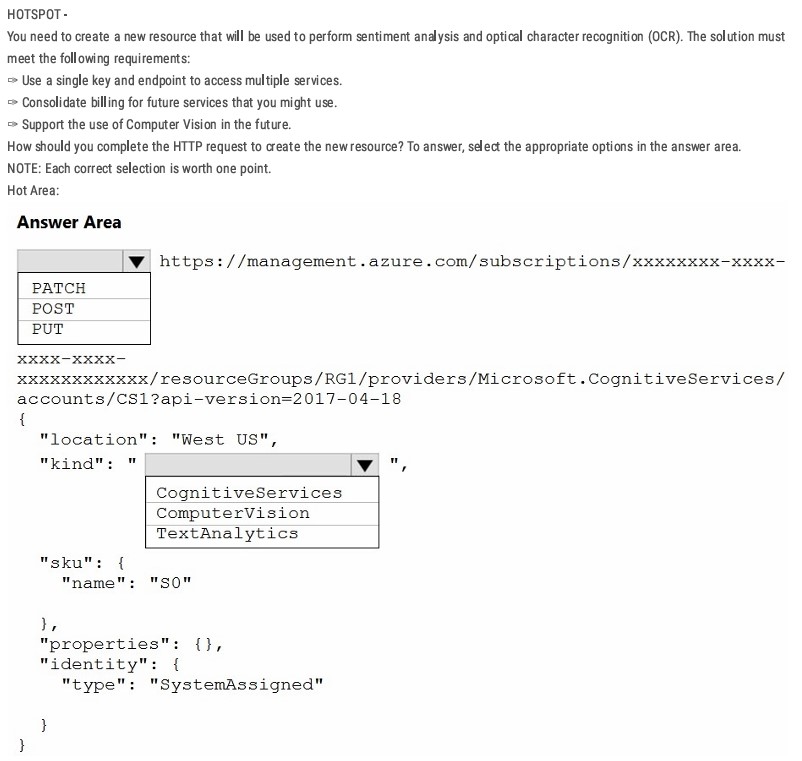 HOTSPOT -
You need to create a new resource that will be used to perform sentiment analysis and optical character recognition (OCR). The solution must
meet the following requirements:
✑ Use a single key and endpoint to access multiple services.
✑ Consolidate billing for future services that you might use.
✑ Support the use of Computer Vision in the future.
How should you complete the HTTP request to create the new resource? To answer, select the appropriate options in the answer area.
NOTE: Each correct selection is worth one point.
Hot Area:
Answer Area
https://management.azure.com/subscriptions/xxxxxxxx-xxxx-
PATCH
POST
PUT
xxxx-xxxx-
xxxxxxxxxxxx/resourceGroups/RG1/providers/Microsoft.CognitiveServices/
accounts/CS1?api-version=2017-04-18
{
"location": "West US",
"kind": " ",
CognitiveServices
ComputerVision
TextAnalytics
"sku": {
"name": "S0"
},
"properties": {},
"identity": {
"type": "SystemAssigned"
}
}